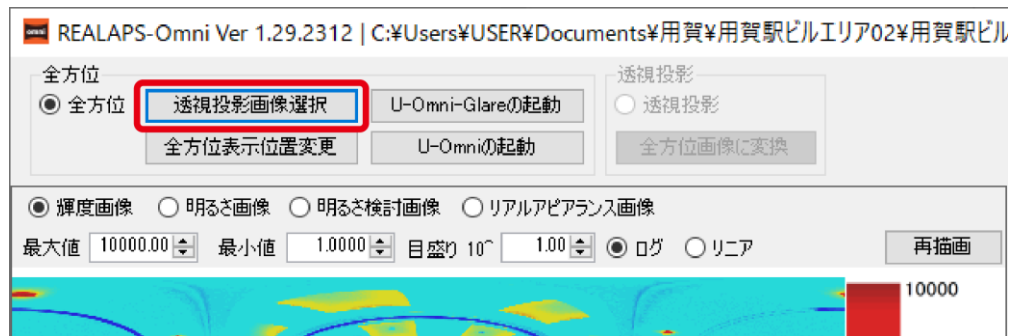 omni REALAPS-Omni Ver 1.29.2312 | C:¥Users¥USER¥Documents¥用賀¥用賀駅ビルエリア02¥用賀駅ビル
全方位 透視投影
全方位 透視投影画像選択 U-Omni-Glareの起動 透視投影
全方位表示位置変更 U-Omniの起動 全方位画像に変換
輝度画像 明るさ画像 明るさ検討画像 リアルアピアランス画像
最大値 10000.00 最小値 1.0000 目盛り 10^ 1.00 ログ リニア 再描画
10000